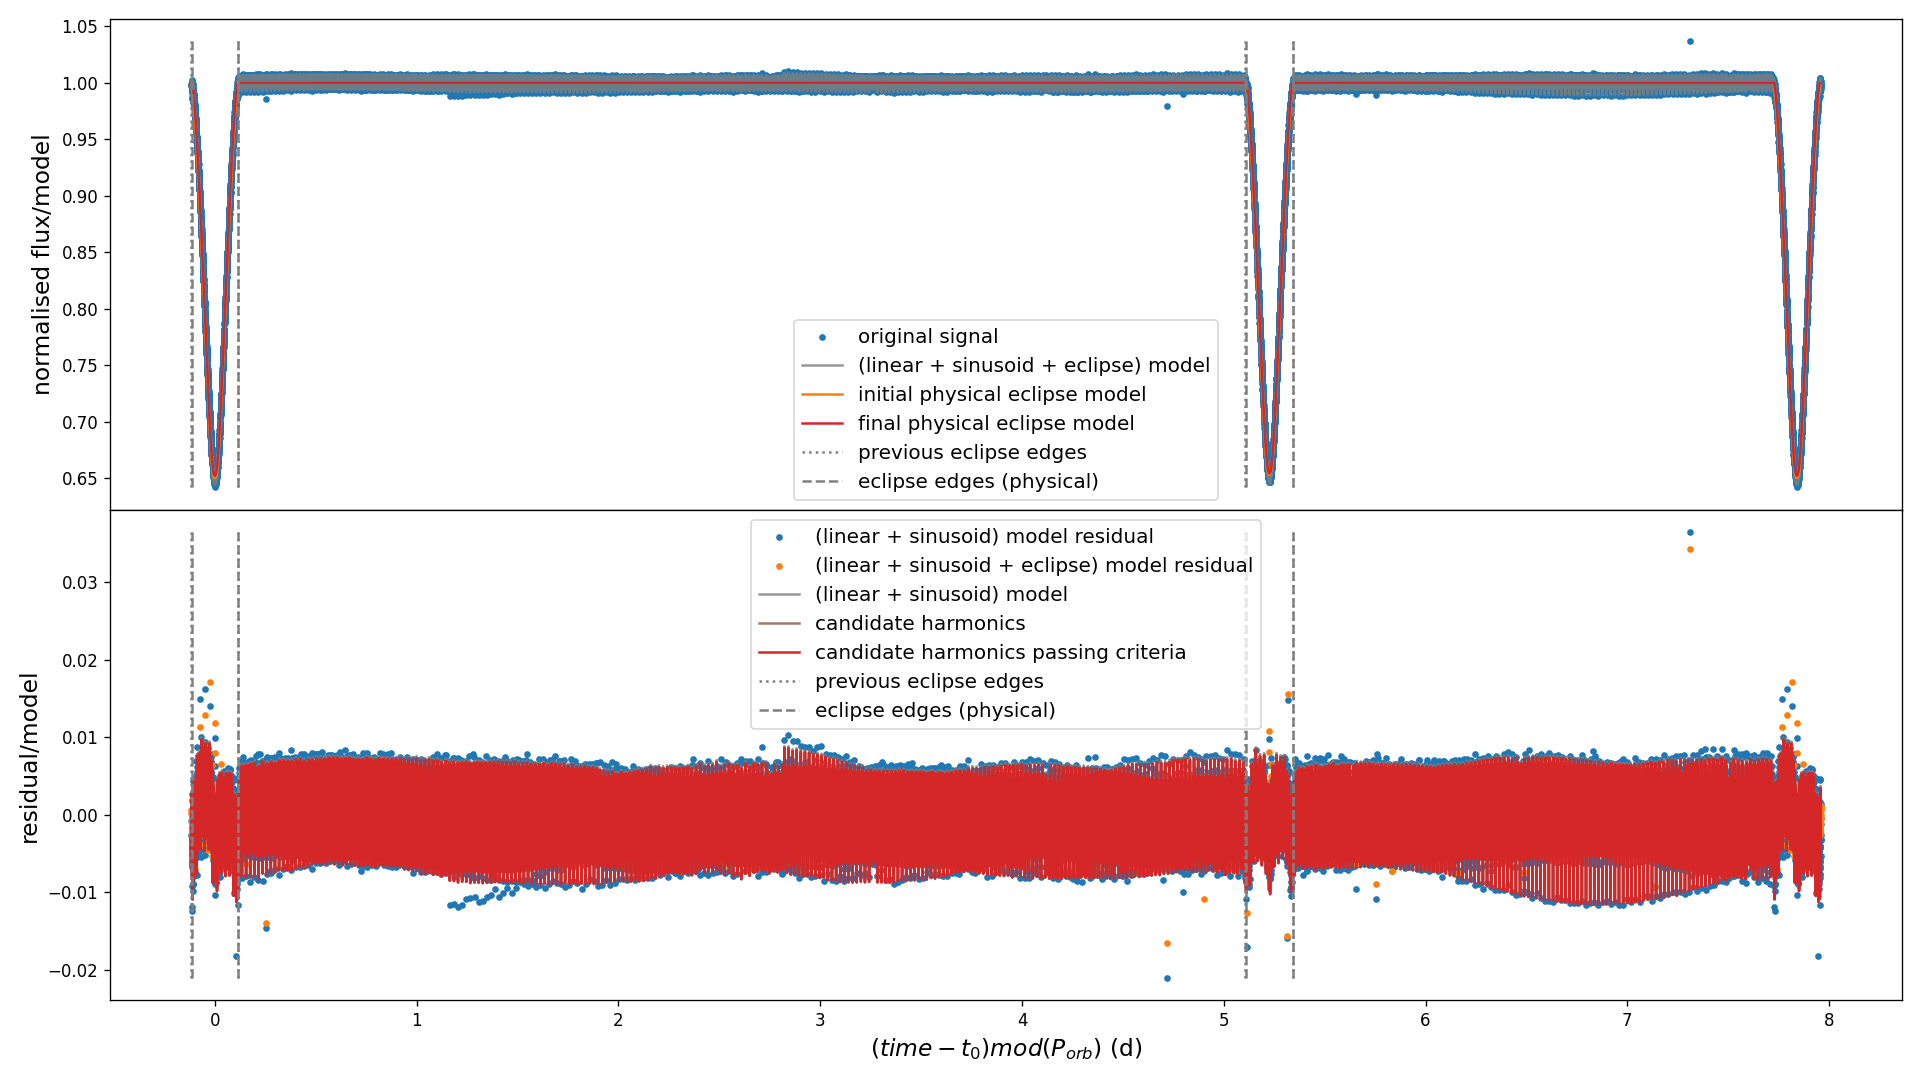 1.05
1.00
0.95
0.90
0.85
0.80
0.75
0.70
0.65
normalised flux/model
original signal
(linear + sinusoid + eclipse) model
initial physical eclipse model
final physical eclipse model
previous eclipse edges
eclipse edges (physical)
0.03
0.02
0.01
0.00
−0.01
−0.02
residual/model
(linear + sinusoid) model residual
(linear + sinusoid + eclipse) model residual
(linear + sinusoid) model
candidate harmonics
candidate harmonics passing criteria
previous eclipse edges
eclipse edges (physical)
0 1 2 3 4 5 6 7 8
(time − t₀)mod(P_{orb}) (d)